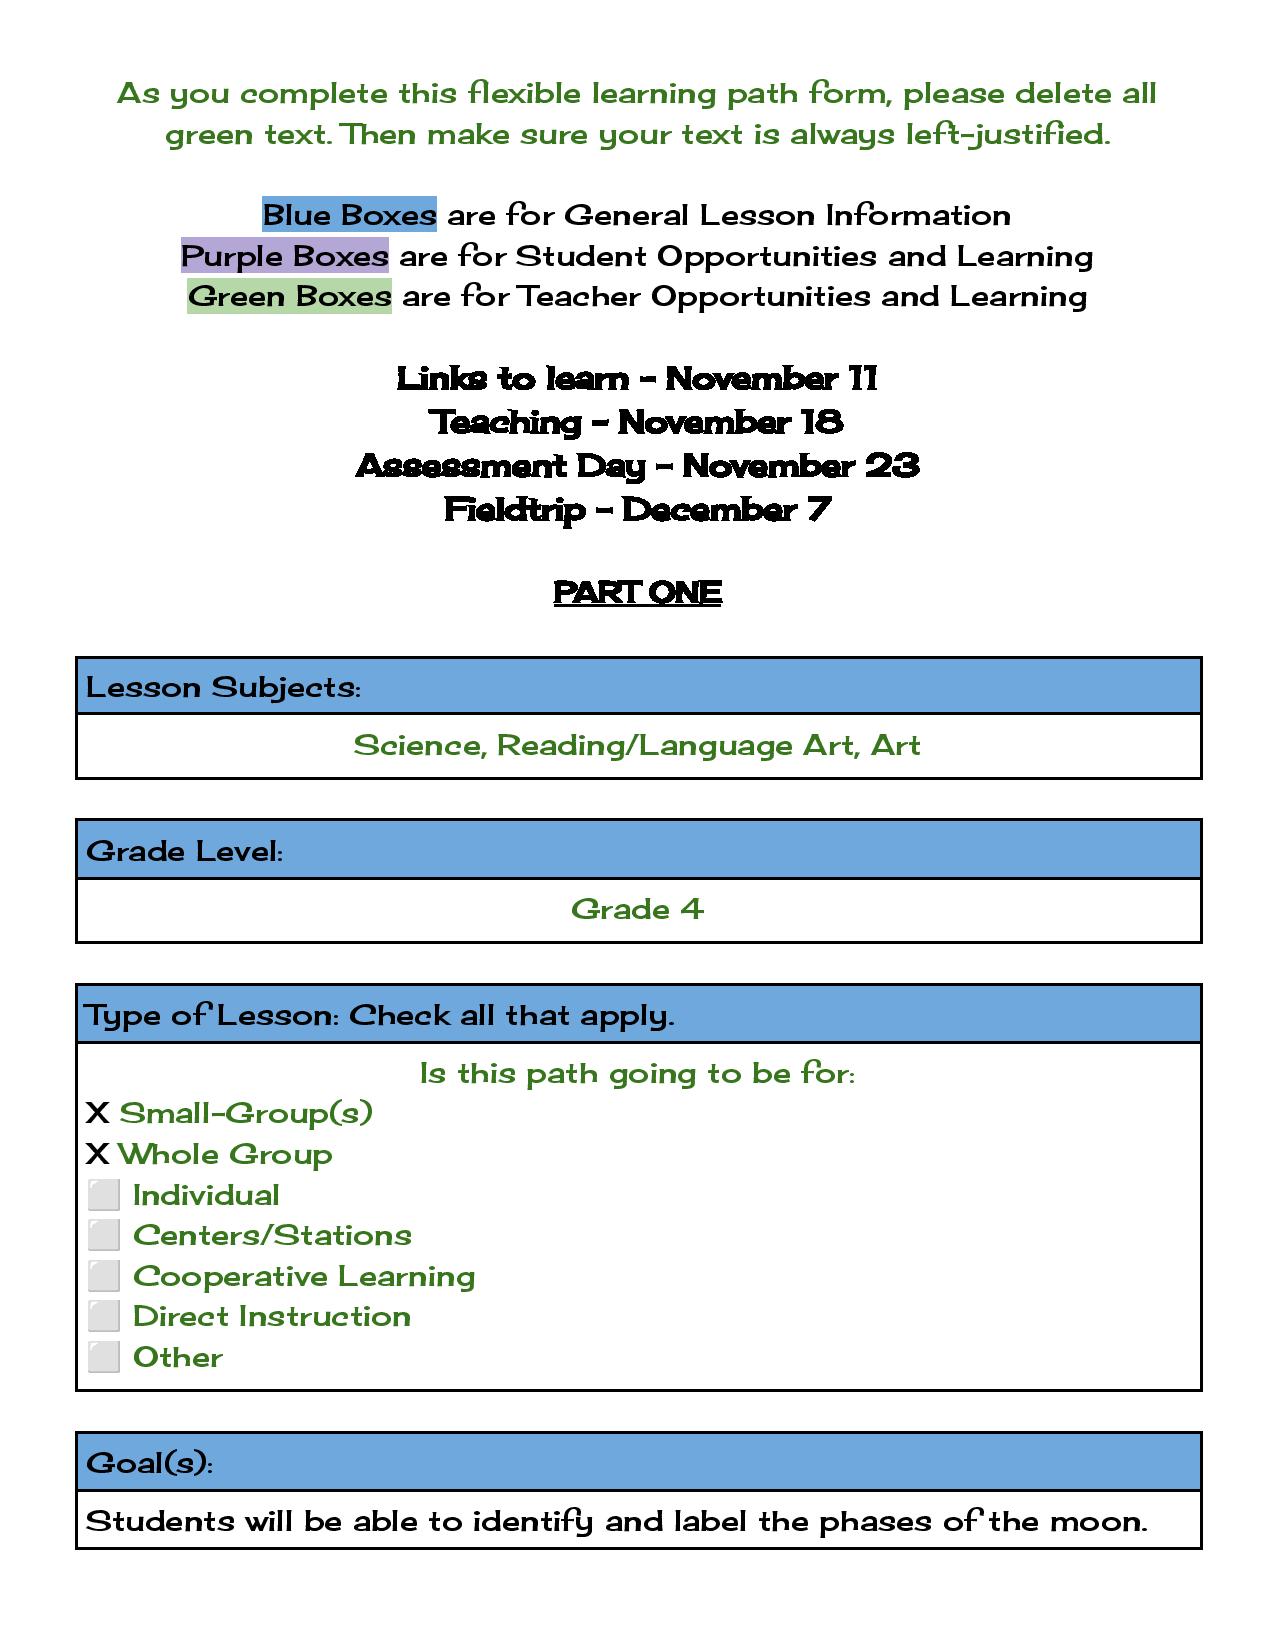 As you complete this flexible learning path form, please delete all
green text. Then make sure your text is always left-justified.
Blue Boxes are for General Lesson Information
Purple Boxes are for Student Opportunities and Learning
Green Boxes are for Teacher Opportunities and Learning
Links to learn - November 11
Teaching - November 18
Assessment Day - November 23
Fieldtrip - December 7
PART ONE
Lesson Subjects:
Science, Reading/Language Art, Art
Grade Level:
Grade 4
Type of Lesson: Check all that apply.
Is this path going to be for:
X Small-Group(s)
X Whole Group
⬜ Individual
⬜ Centers/Stations
⬜ Cooperative Learning
⬜ Direct Instruction
⬜ Other
Goal(s):
Students will be able to identify and label the phases of the moon.